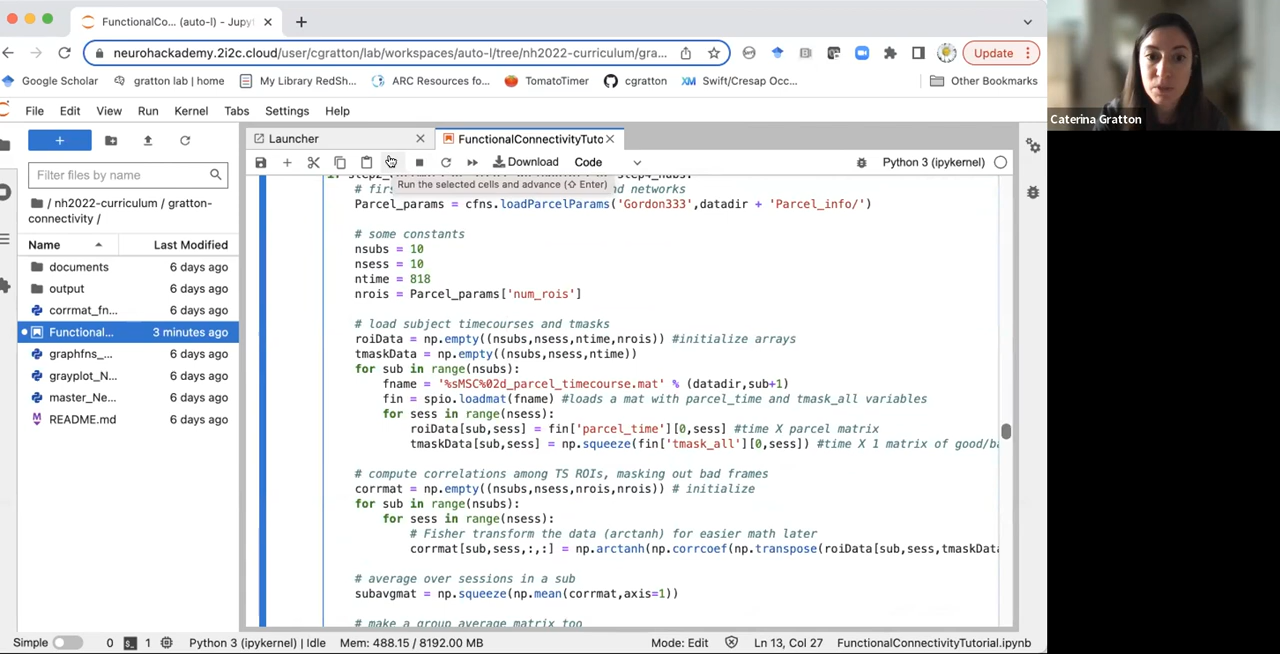 FunctionalCo... (auto-l) - Jupy
neurohackademy.2i2c.cloud/user/cgratton/lab/workspaces/auto-l/tree/nh2022-curriculum/gra...
Update
Google Scholar
gratton lab | home
My Library RedSh...
ARC Resources fo...
TomatoTimer
cgratton
Swift/Cresap Occ...
Other Bookmarks
File Edit View Run Kernel Tabs Settings Help
Launcher
FunctionalConnectivityTuto
Download
Code
Python 3 (ipykernel)
Run the selected cells and advance (⇧ Enter)
Filter files by name
/ nh2022-curriculum / gratton-
connectivity /
Name Last Modified
documents 6 days ago
output 6 days ago
corrmat_fn... 6 days ago
Functional... 3 minutes ago
graphfns_... 6 days ago
grayplot_N... 6 days ago
master_Ne... 6 days ago
README.md 6 days ago
and networks
Parcel_params = cfns.loadParcelParams('Gordon333',datadir + 'Parcel_info/')
# some constants
nsubs = 10
nsess = 10
ntime = 818
nrois = Parcel_params['num_rois']
# load subject timecourses and tmasks
roiData = np.empty((nsubs,nsess,ntime,nrois)) #initialize arrays
tmaskData = np.empty((nsubs,nsess,ntime))
for sub in range(nsubs):
fname = '%sMSC%02d_parcel_timecourse.mat' % (datadir,sub+1)
fin = spio.loadmat(fname) #loads a mat with parcel_time and tmask_all variables
for sess in range(nsess):
roiData[sub,sess] = fin['parcel_time'][0,sess] #time X parcel matrix
tmaskData[sub,sess] = np.squeeze(fin['tmask_all'][0,sess]) #time X 1 matrix of good/ba
# compute correlations among TS ROIs, masking out bad frames
corrmat = np.empty((nsubs,nsess,nrois,nrois)) # initialize
for sub in range(nsubs):
for sess in range(nsess):
# Fisher transform the data (arctanh) for easier math later
corrmat[sub,sess,:,:] = np.arctanh(np.corrcoef(np.transpose(roiData[sub,sess,tmaskData
# average over sessions in a sub
subavgmat = np.squeeze(np.mean(corrmat,axis=1))
# make a group average matrix too
Simple 0 1 Python 3 (ipykernel) | Idle Mem: 488.15 / 8192.00 MB Mode: Edit Ln 13, Col 27 FunctionalConnectivityTutorial.ipynb
Caterina Gratton